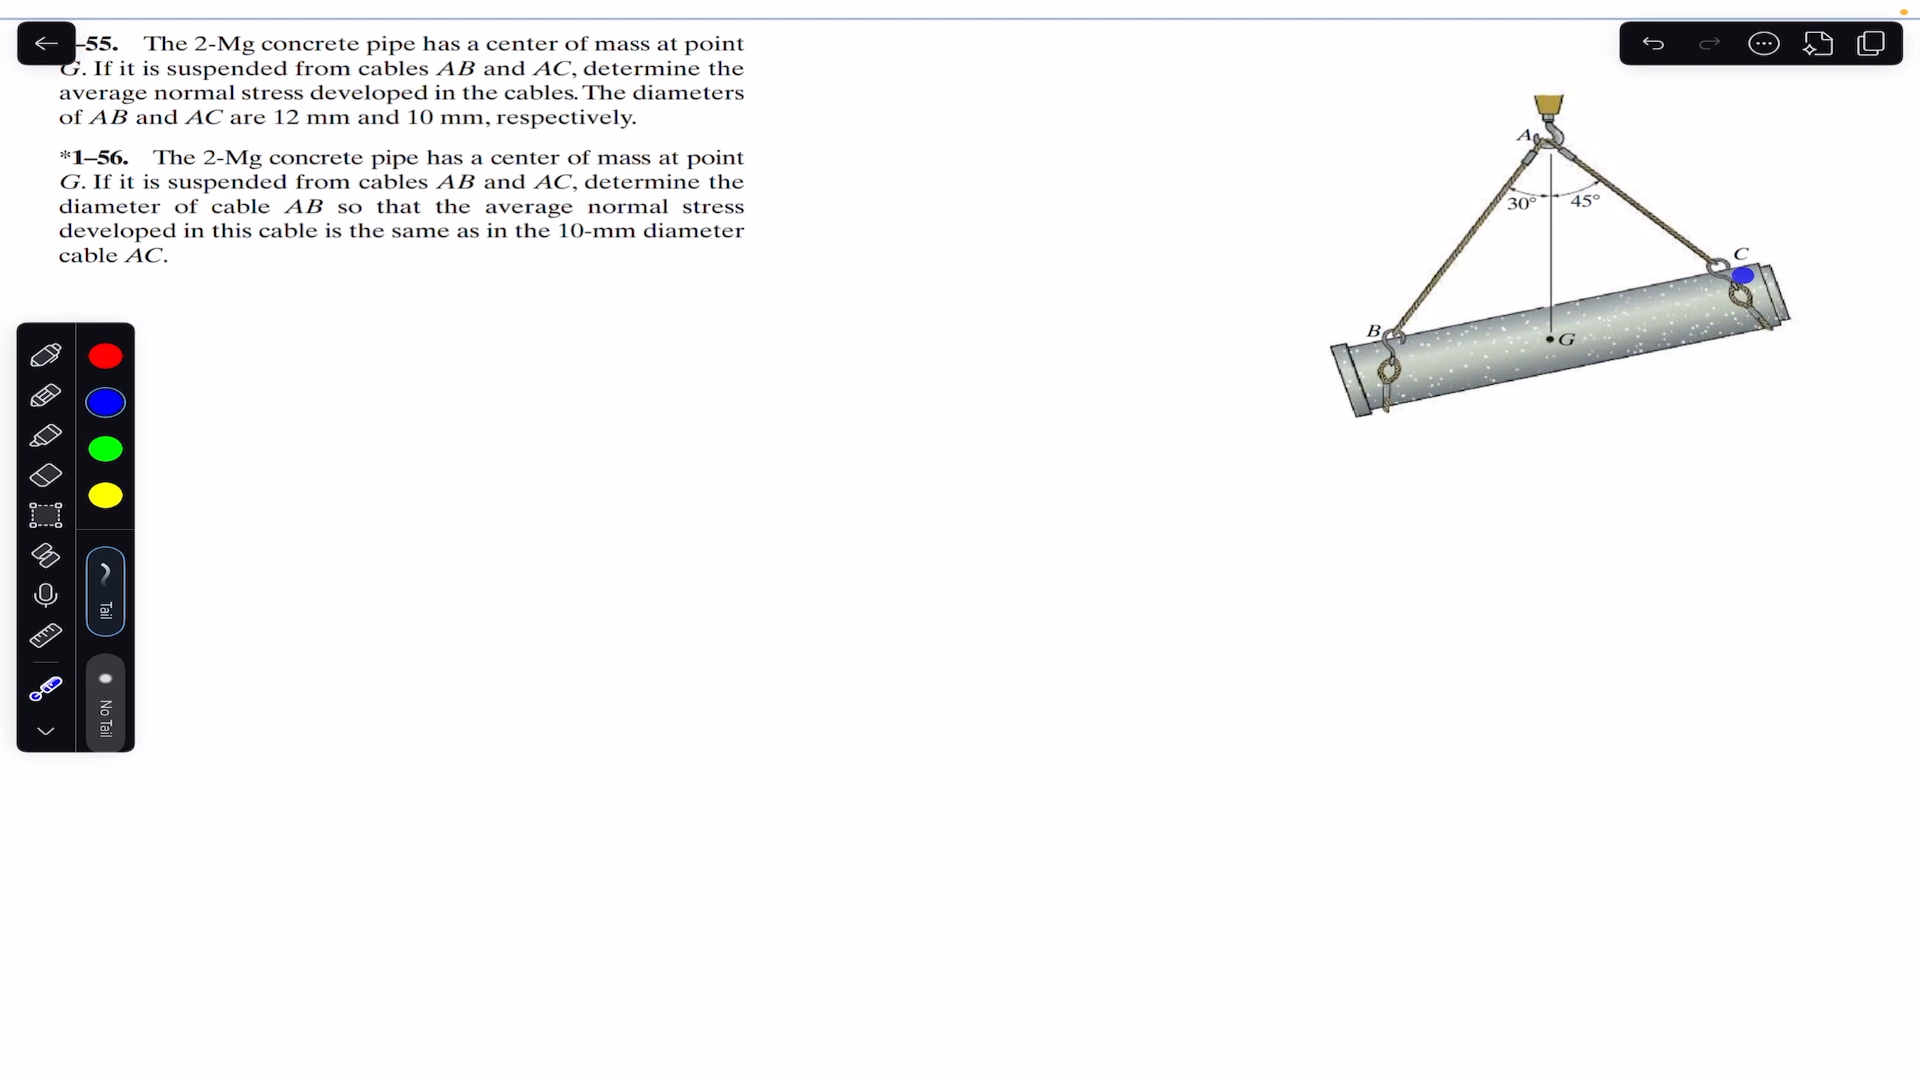 –55. The 2-Mg concrete pipe has a center of mass at point
G. If it is suspended from cables AB and AC, determine the
average normal stress developed in the cables. The diameters
of AB and AC are 12 mm and 10 mm, respectively.
*1–56. The 2-Mg concrete pipe has a center of mass at point
G. If it is suspended from cables AB and AC, determine the
diameter of cable AB so that the average normal stress
developed in this cable is the same as in the 10-mm diameter
cable AC.
A
30° 45°
C
B
G
Tail
No Tail